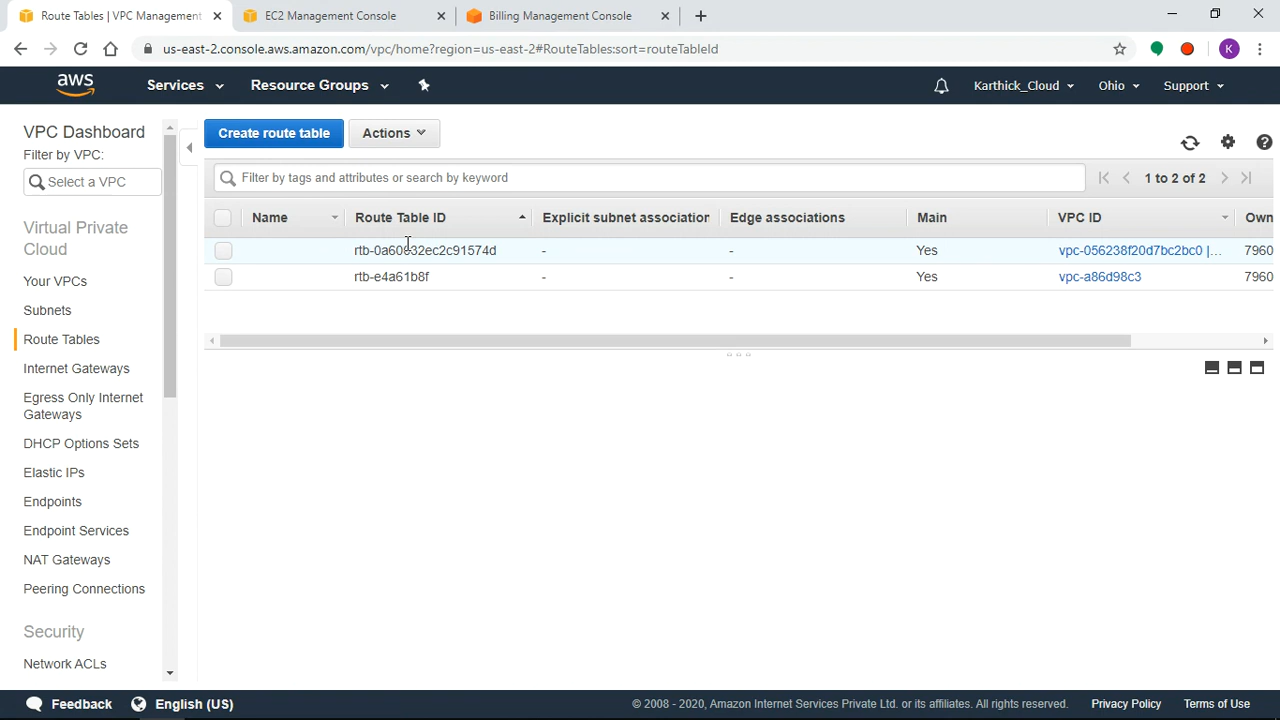 Route Tables | VPC Management
EC2 Management Console
Billing Management Console
us-east-2.console.aws.amazon.com/vpc/home?region=us-east-2#RouteTables:sort=routeTableId
K
aws
Services
Resource Groups
Karthick_Cloud
Ohio
Support
VPC Dashboard
Filter by VPC:
Select a VPC
Virtual Private
Cloud
Your VPCs
Subnets
Route Tables
Internet Gateways
Egress Only Internet
Gateways
DHCP Options Sets
Elastic IPs
Endpoints
Endpoint Services
NAT Gateways
Peering Connections
Security
Network ACLs
Create route table
Actions
Filter by tags and attributes or search by keyword
1 to 2 of 2
Name Route Table ID Explicit subnet association Edge associations Main VPC ID Own
rtb-0a60832ec2c91574d - - Yes vpc-056238f20d7bc2bc0 |... 7960
rtb-e4a61b8f - - Yes vpc-a86d98c3 7960
Feedback
English (US)
© 2008 - 2020, Amazon Internet Services Private Ltd. or its affiliates. All rights reserved.
Privacy Policy
Terms of Use